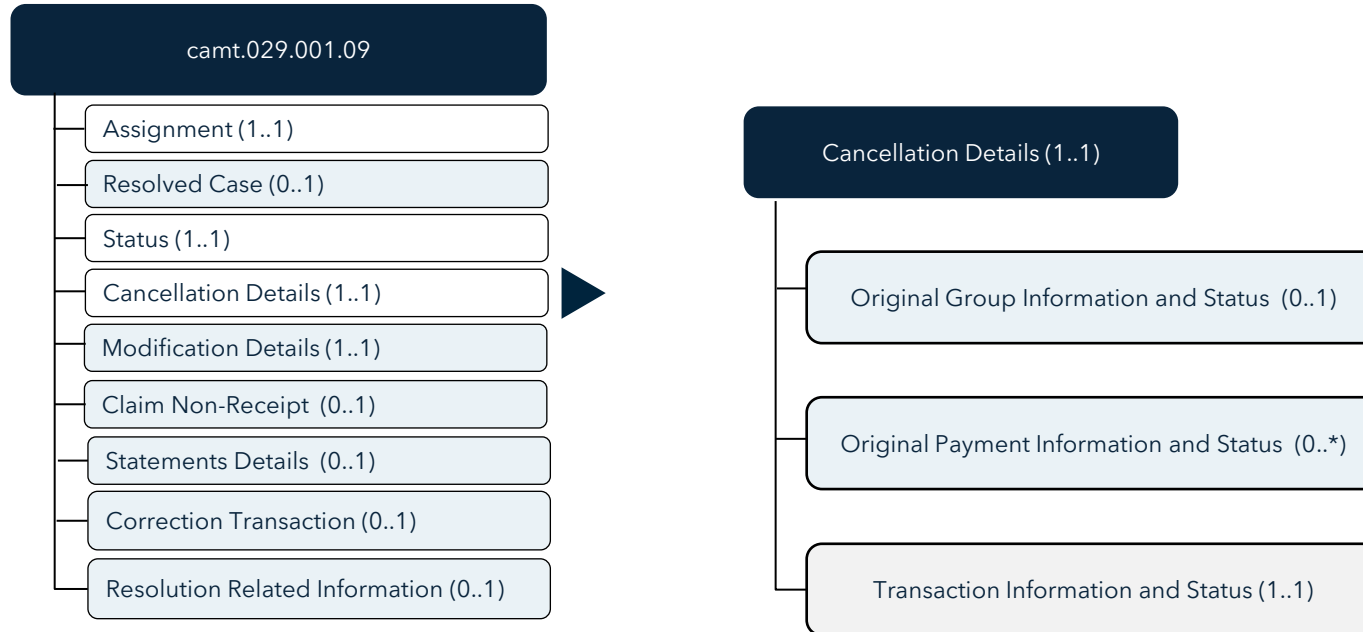 camt.029.001.09
Assignment (1..1)
Resolved Case (0..1)
Status (1..1)
Cancellation Details (1..1)
Modification Details (1..1)
Claim Non-Receipt (0..1)
Statements Details (0..1)
Correction Transaction (0..1)
Resolution Related Information (0..1)
Cancellation Details (1..1)
Original Group Information and Status (0..1)
Original Payment Information and Status (0..*)
Transaction Information and Status (1..1)